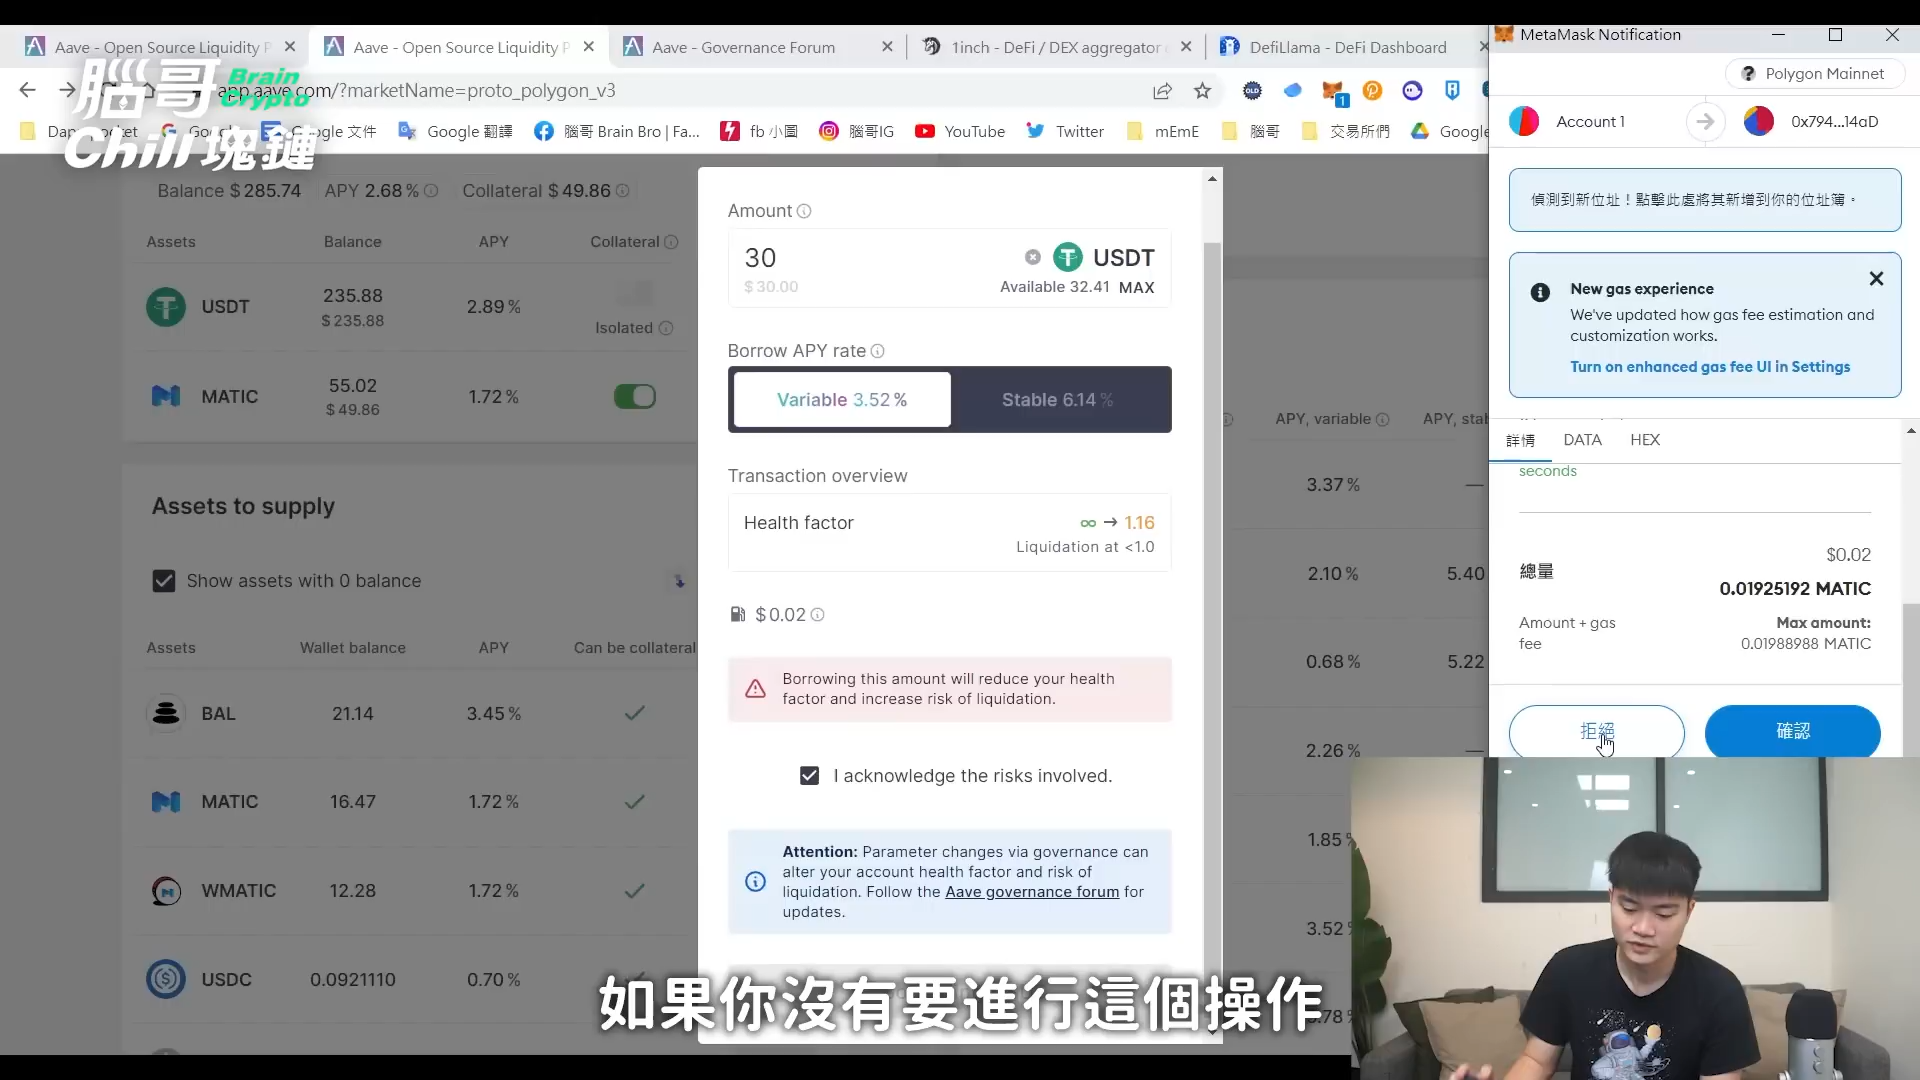 Aave - Open Source Liquidity P
Aave - Open Source Liquidity P
Aave - Governance Forum
1inch - DeFi / DEX aggregator
DefiLlama - DeFi Dashboard
MetaMask Notification
腦哥
Brain
Crypto
Chill塊鏈
app.aave.com/?marketName=proto_polygon_v3
Google 文件
Google 翻譯
腦哥 Brain Bro | Fa...
fb 小圖
腦哥IG
YouTube
Twitter
mEmE
腦哥
交易所們
Google
Polygon Mainnet
Account 1
0x794...14aD
偵測到新位址！點擊此處將其新增到你的位址簿。
New gas experience
We've updated how gas fee estimation and
customization works.
Turn on enhanced gas fee UI in Settings
詳情
DATA
HEX
seconds
$0.02
總量
0.01925192 MATIC
Amount + gas
fee
Max amount:
0.01988988 MATIC
拒絕
確認
Balance $ 285.74
APY 2.68 %
Collateral $ 49.86
Assets
Balance
APY
Collateral
USDT
235.88
$ 235.88
2.89 %
Isolated
MATIC
55.02
$ 49.86
1.72 %
Assets to supply
Show assets with 0 balance
Assets
Wallet balance
APY
Can be collateral
BAL
21.14
3.45 %
MATIC
16.47
1.72 %
WMATIC
12.28
1.72 %
USDC
0.0921110
0.70 %
Amount
30
USDT
$ 30.00
Available 32.41 MAX
Borrow APY rate
Variable 3.52 %
Stable 6.14 %
Transaction overview
Health factor
∞ → 1.16
Liquidation at <1.0
$ 0.02
Borrowing this amount will reduce your health
factor and increase risk of liquidation.
I acknowledge the risks involved.
Attention: Parameter changes via governance can
alter your account health factor and risk of
liquidation. Follow the Aave governance forum for
updates.
APY, variable
APY, stab
3.37 %
—
2.10 %
5.40
0.68 %
5.22
2.26 %
—
1.85
3.52
.78
如果你沒有要進行這個操作